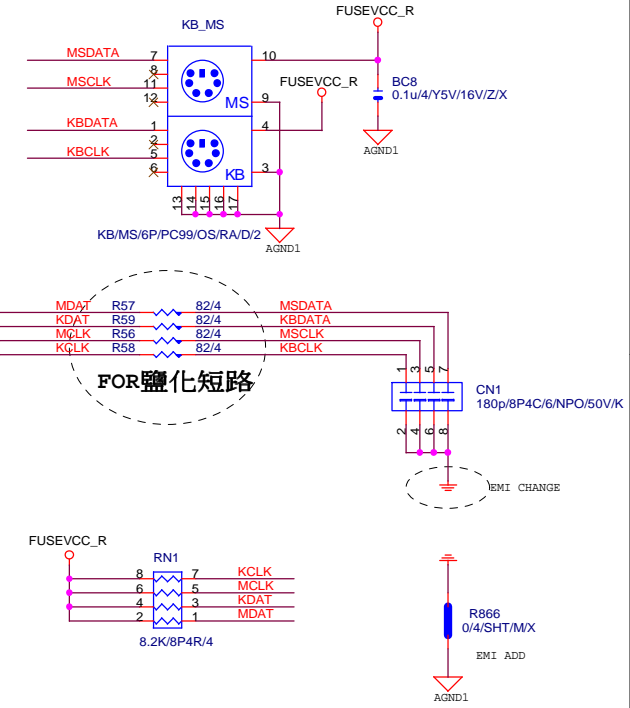 FUSEVCC_R
KB_MS
MSDATA 7
8
MSCLK 11
12
10
FUSEVCC_R
BC8
0.1u/4/Y5V/16V/Z/X
MS 9
KBDATA 1
2
KBCLK 5
6
4
KB 3
AGND1
13 14 15 16 17
KB/MS/6P/PC99/OS/RA/D/2
AGND1
MDAT R57 82/4 MSDATA
KDAT R59 82/4 KBDATA
MCLK R56 82/4 MSCLK
KCLK R58 82/4 KBCLK
FOR鹽化短路
1 3 5 7
CN1
180p/8P4C/6/NPO/50V/K
2 4 6 8
EMI CHANGE
FUSEVCC_R
RN1
8 7 KCLK
6 5 MCLK
4 3 KDAT
2 1 MDAT
8.2K/8P4R/4
R866
0/4/SHT/M/X
EMI ADD
AGND1